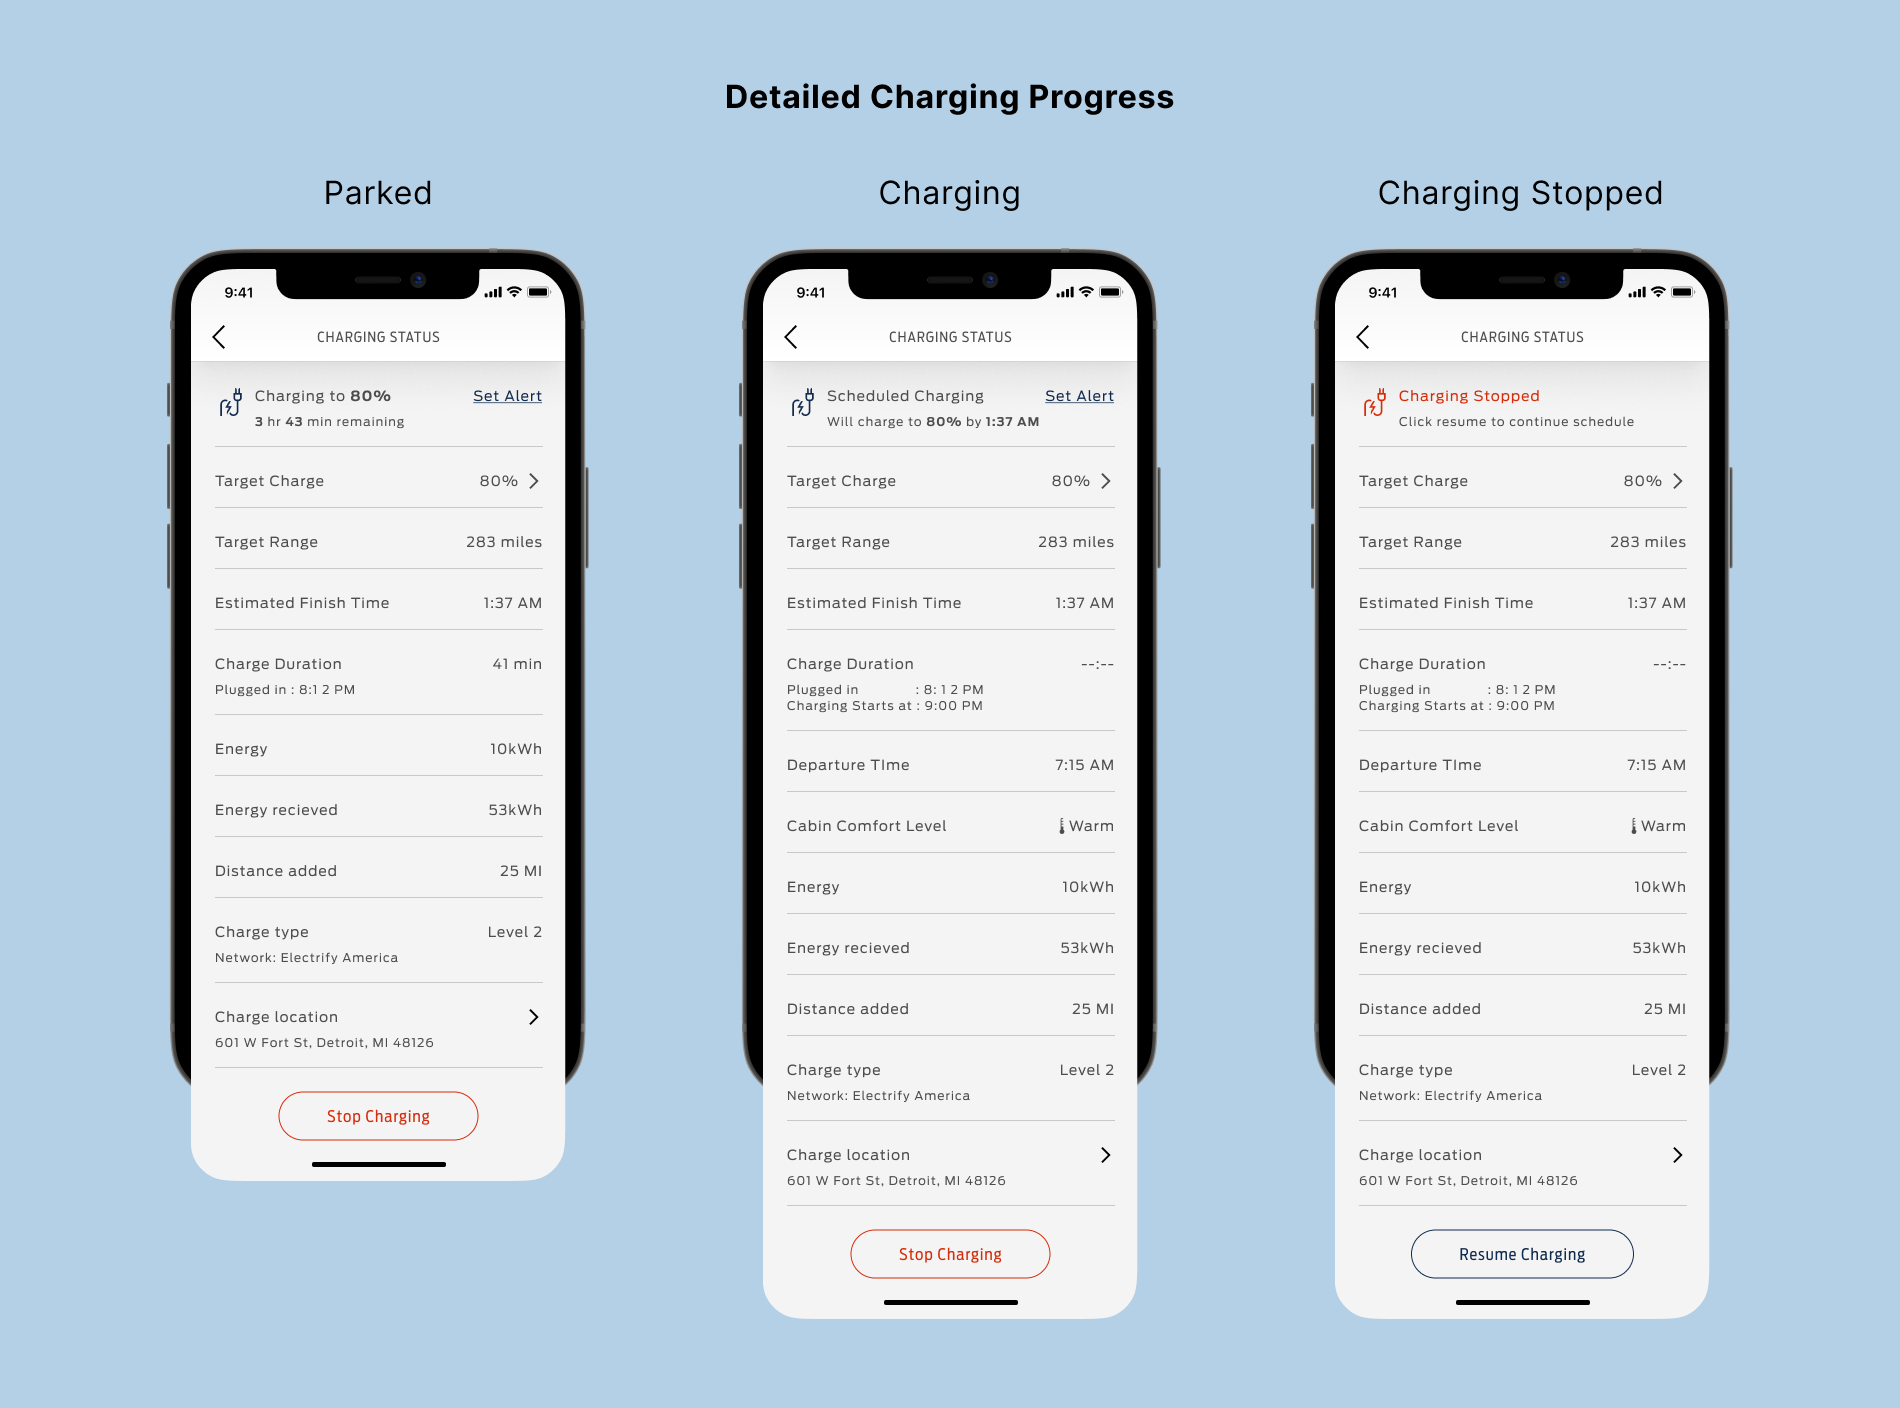 Detailed Charging Progress
Parked
9:41
CHARGING STATUS
Charging to 80%
Set Alert
3 hr 43 min remaining
Target Charge 80%
Target Range 283 miles
Estimated Finish Time 1:37 AM
Charge Duration 41 min
Plugged in : 8:1 2 PM
Energy 10kWh
Energy recieved 53kWh
Distance added 25 MI
Charge type Level 2
Network: Electrify America
Charge location
601 W Fort St, Detroit, MI 48126
Stop Charging
Charging
9:41
CHARGING STATUS
Scheduled Charging
Set Alert
Will charge to 80% by 1:37 AM
Target Charge 80%
Target Range 283 miles
Estimated Finish Time 1:37 AM
Charge Duration --:--
Plugged in : 8: 1 2 PM
Charging Starts at : 9:00 PM
Departure TIme 7:15 AM
Cabin Comfort Level Warm
Energy 10kWh
Energy recieved 53kWh
Distance added 25 MI
Charge type Level 2
Network: Electrify America
Charge location
601 W Fort St, Detroit, MI 48126
Stop Charging
Charging Stopped
9:41
CHARGING STATUS
Charging Stopped
Click resume to continue schedule
Target Charge 80%
Target Range 283 miles
Estimated Finish Time 1:37 AM
Charge Duration --:--
Plugged in : 8: 1 2 PM
Charging Starts at : 9:00 PM
Departure TIme 7:15 AM
Cabin Comfort Level Warm
Energy 10kWh
Energy recieved 53kWh
Distance added 25 MI
Charge type Level 2
Network: Electrify America
Charge location
601 W Fort St, Detroit, MI 48126
Resume Charging